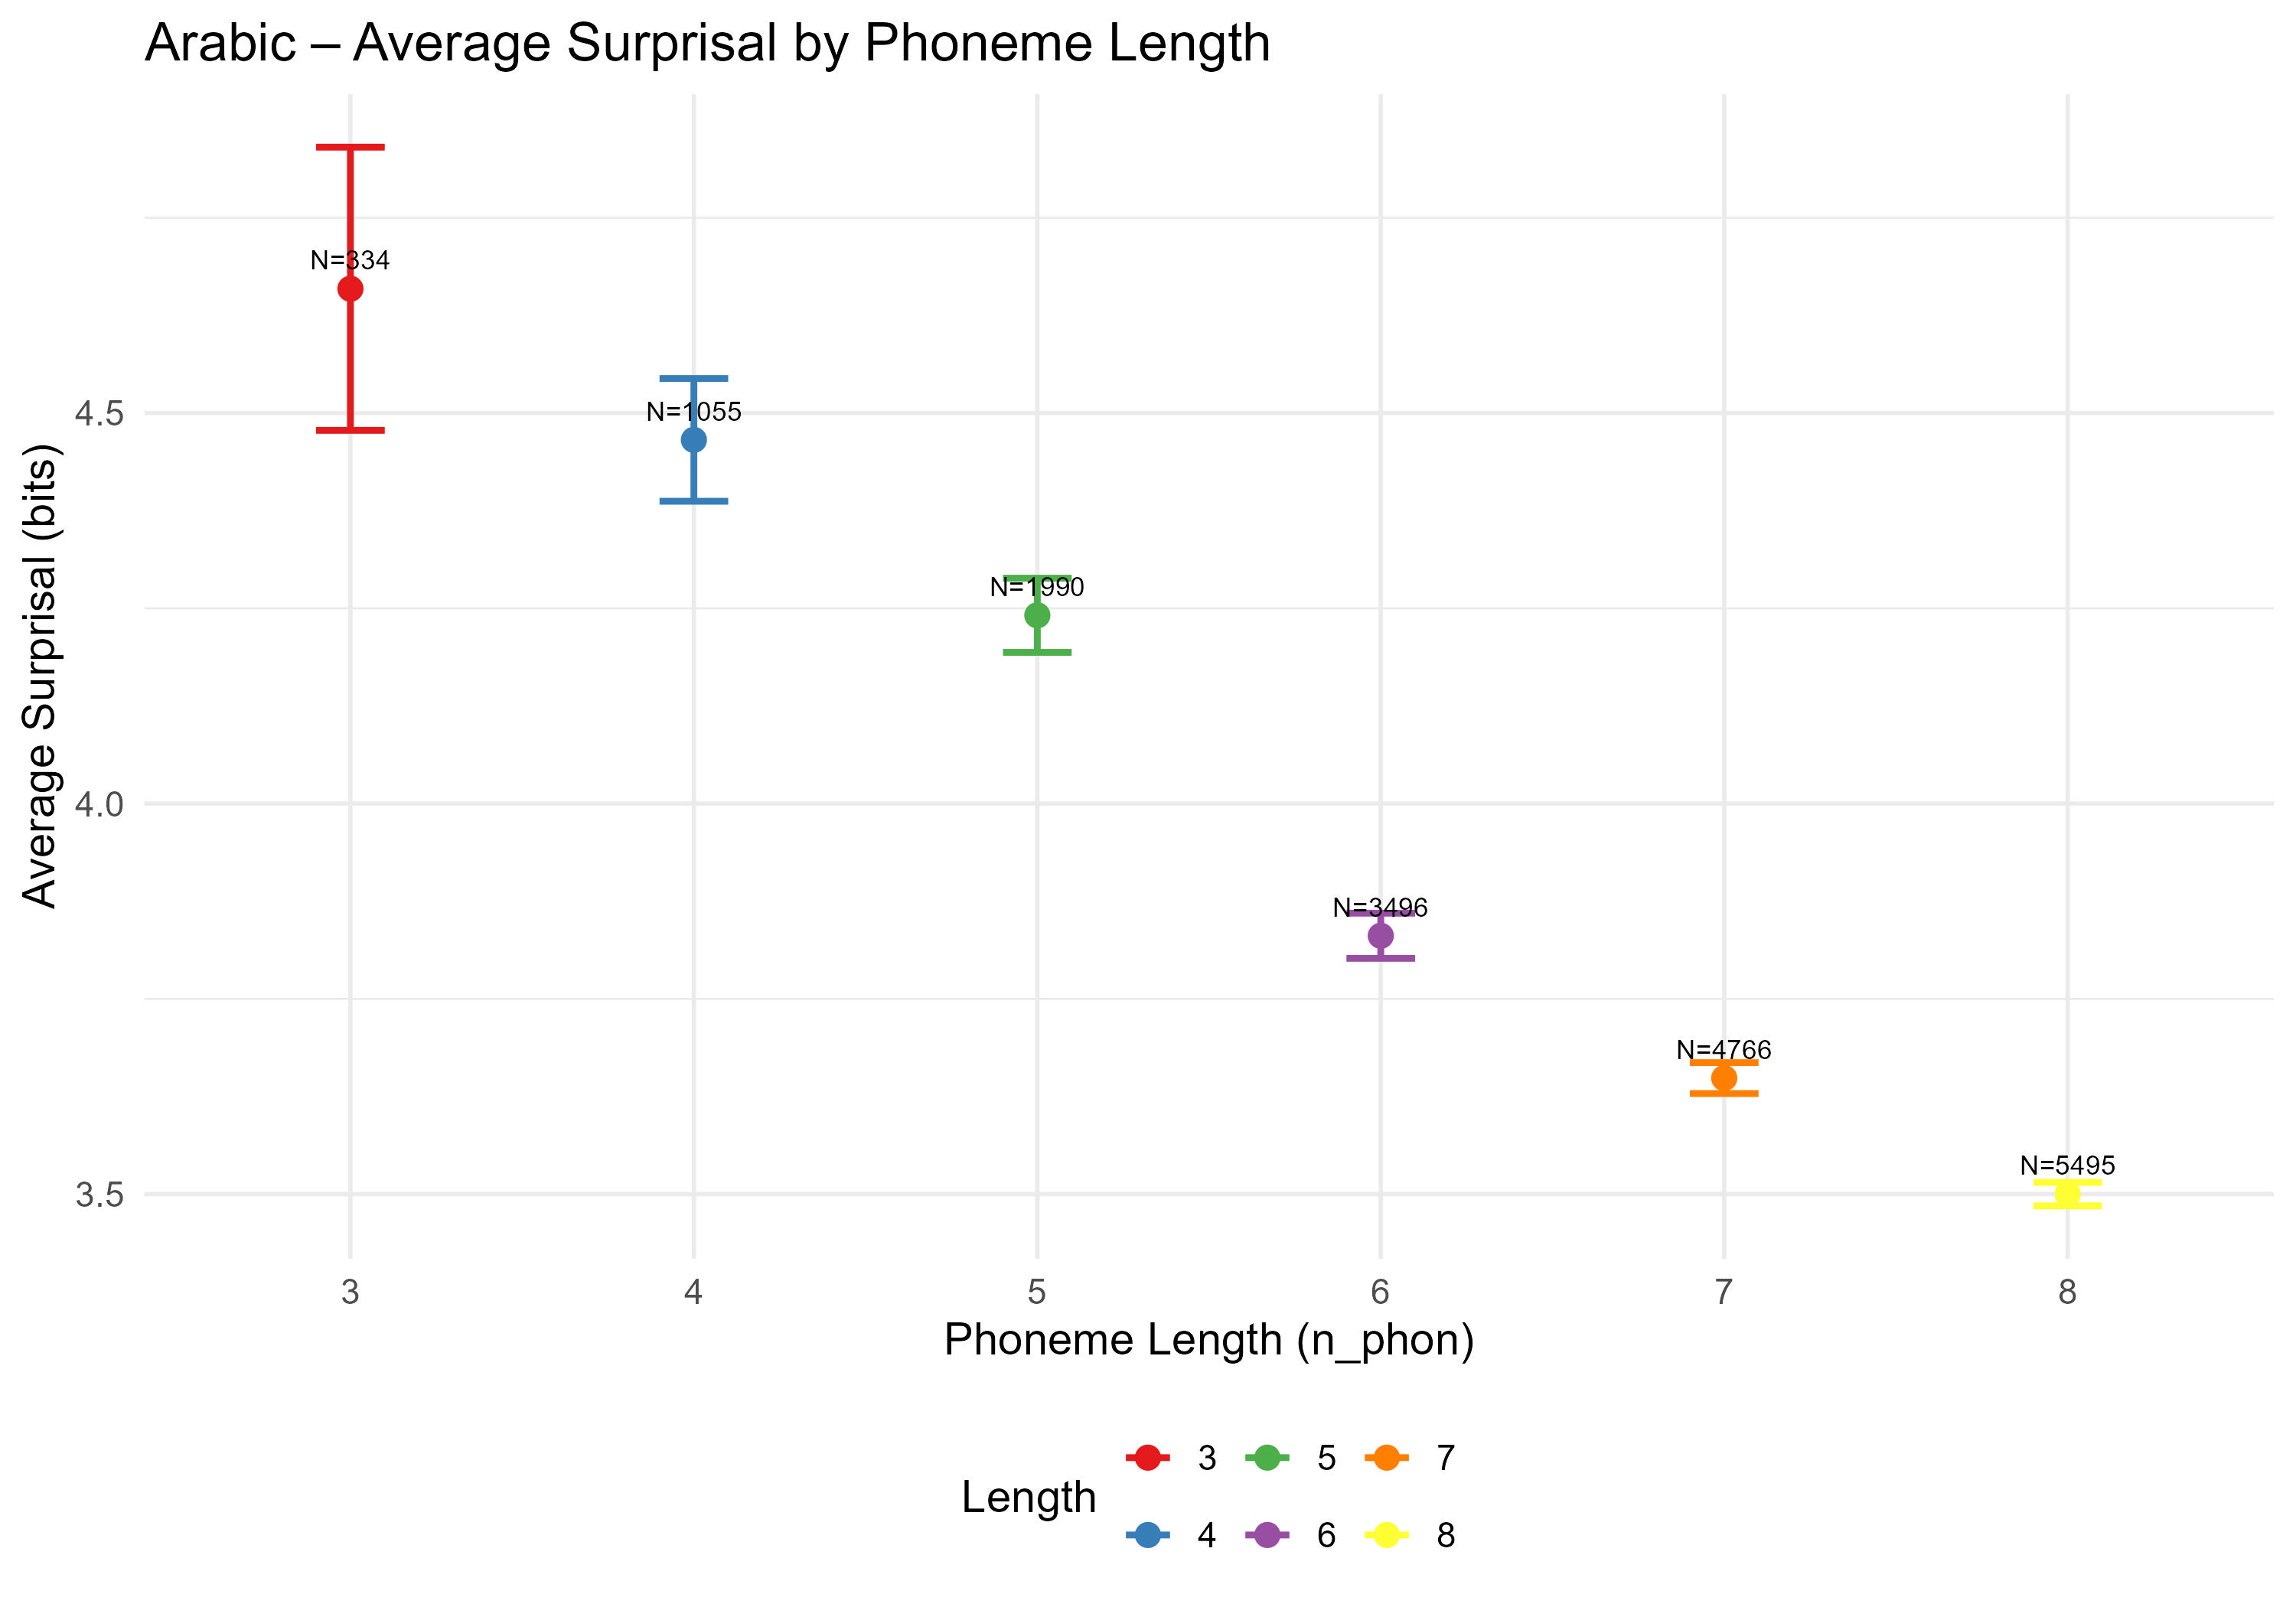 Arabic – Average Surprisal by Phoneme Length
Average Surprisal (bits)
4.5
4.0
3.5
N=334
N=1055
N=1990
N=3496
N=4766
N=5495
3 4 5 6 7 8
Phoneme Length (n_phon)
Length
3 5 7
4 6 8